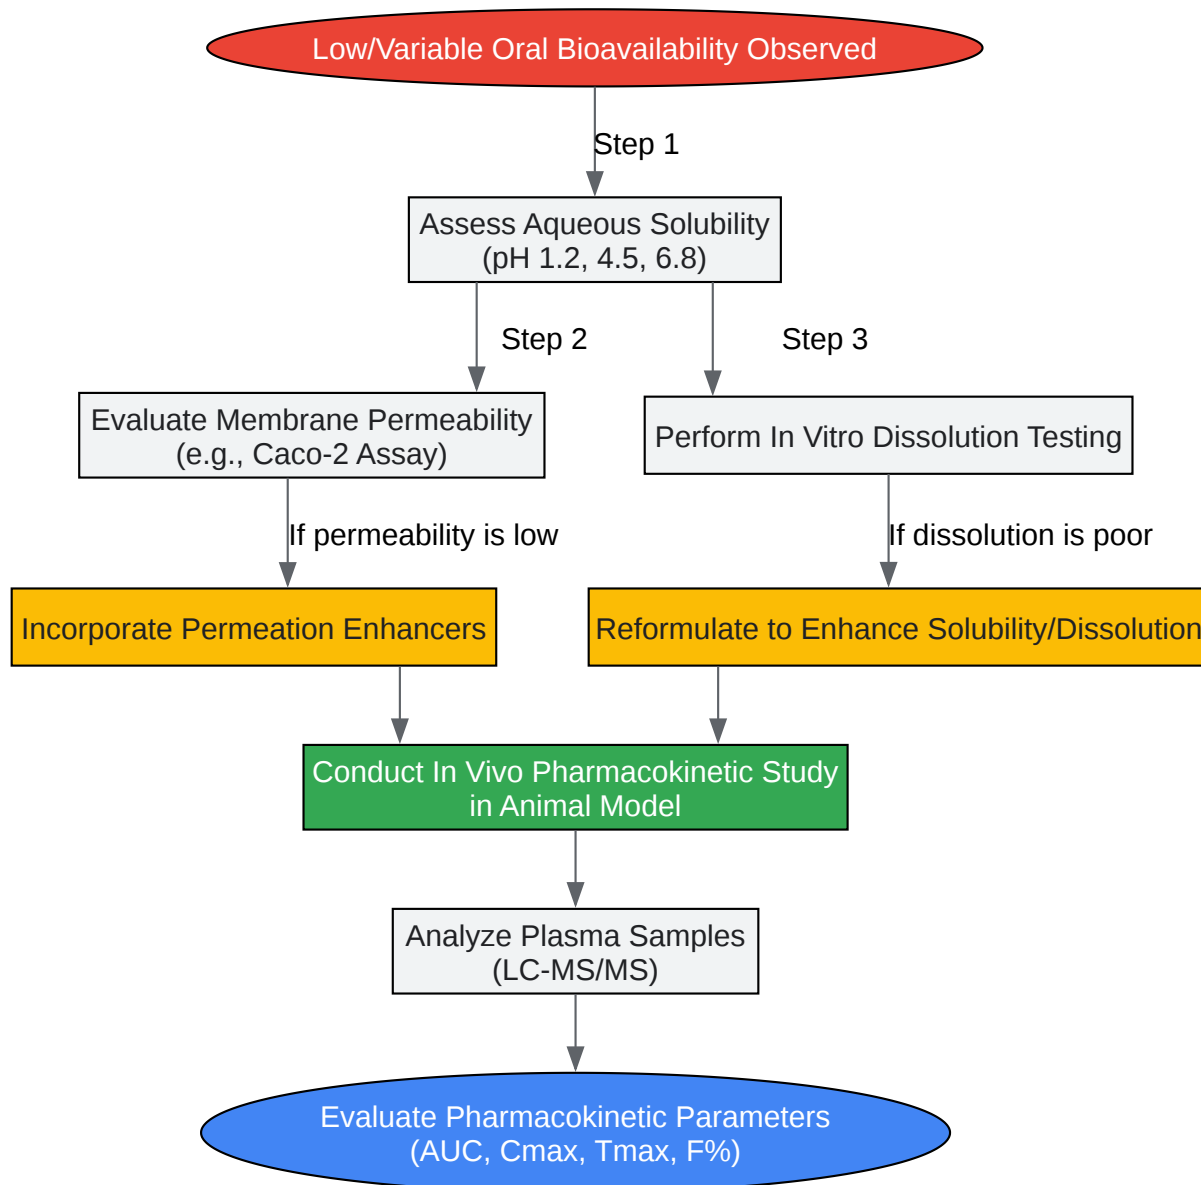 Low/Variable Oral Bioavailability Observed
Step 1
Assess Aqueous Solubility
(pH 1.2, 4.5, 6.8)
Step 2
Step 3
Evaluate Membrane Permeability
(e.g., Caco-2 Assay)
Perform In Vitro Dissolution Testing
If permeability is low
If dissolution is poor
Incorporate Permeation Enhancers
Reformulate to Enhance Solubility/Dissolution
Conduct In Vivo Pharmacokinetic Study
in Animal Model
Analyze Plasma Samples
(LC-MS/MS)
Evaluate Pharmacokinetic Parameters
(AUC, Cmax, Tmax, F%)